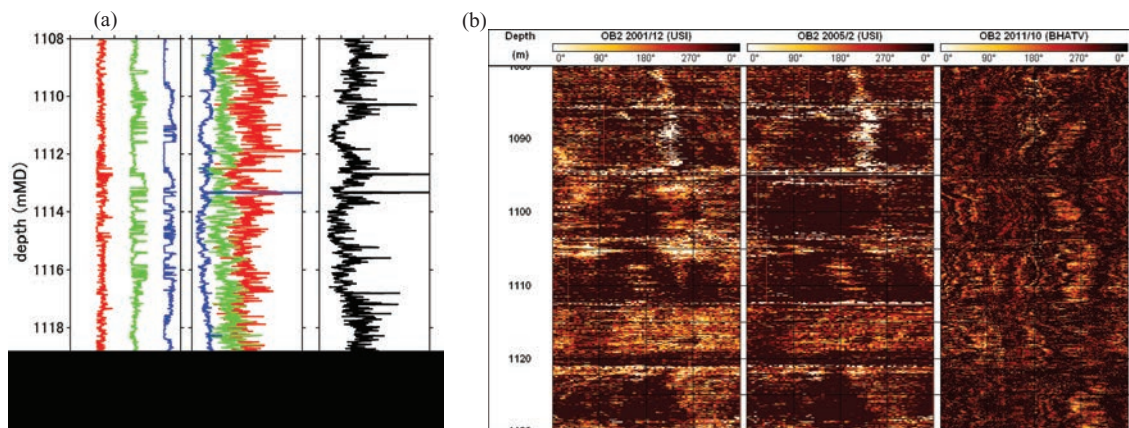 (a)
1108
1110
1112
1114
1116
1118
depth (mMD)
(b)
Depth OB2 2001/12 (USI) OB2 2005/2 (USI) OB2 2011/10 (BHATV)
(m) 0° 90° 180° 270° 0° 0° 90° 180° 270° 0° 0° 90° 180° 270° 0°
1090
1100
1110
1120